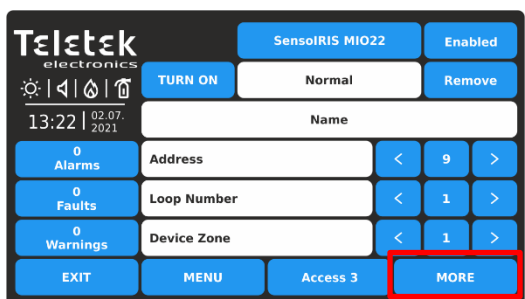 Teletek
electronics
SensoIRIS MIO22
Enabled
TURN ON
Normal
Remove
13:22
02.07.
2021
Name
0
Alarms
Address
<
9
>
0
Faults
Loop Number
<
1
>
0
Warnings
Device Zone
<
1
>
EXIT
MENU
Access 3
MORE